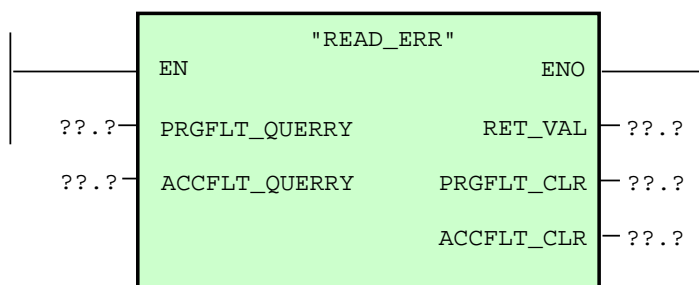 "READ_ERR"
EN ENO
??.? PRGFLT_QUERRY RET_VAL ??.?
??.? ACCFLT_QUERRY PRGFLT_CLR ??.?
ACCFLT_CLR ??.?